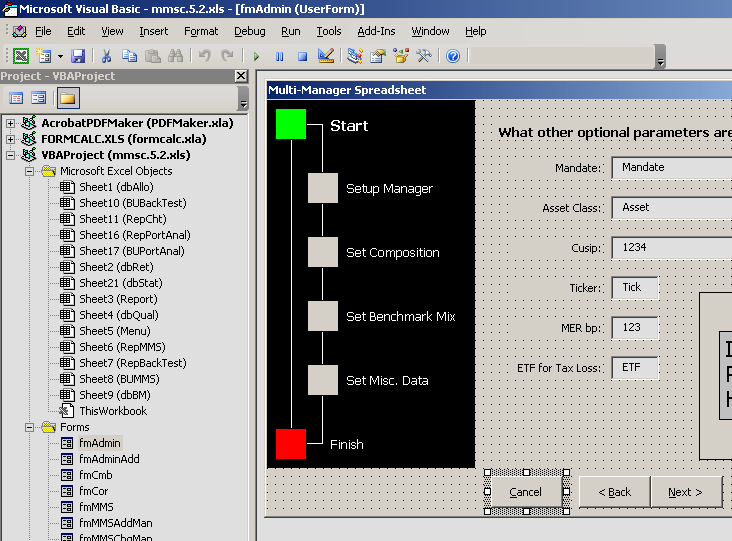 Microsoft Visual Basic - mmsc.5.2.xls - [fmAdmin (UserForm)]
File Edit View Insert Format Debug Run Tools Add-Ins Window Help
Project - VBAProject
AcrobatPDFMaker (PDFMaker.xla)
FORMCALC.XLS (formcalc.xla)
VBAProject (mmsc.5.2.xls)
Microsoft Excel Objects
Sheet1 (dbAllo)
Sheet10 (BUBackTest)
Sheet11 (RepCht)
Sheet16 (RepPortAnal)
Sheet17 (BUPortAnal)
Sheet2 (dbRet)
Sheet21 (dbStat)
Sheet3 (Report)
Sheet4 (dbQual)
Sheet5 (Menu)
Sheet6 (RepMMS)
Sheet7 (RepBackTest)
Sheet8 (BUMMS)
Sheet9 (dbBM)
ThisWorkbook
Forms
fmAdmin
fmAdminAdd
fmCmb
fmCor
fmMMS
fmMMSAddMan
fmMMSChgMan
Multi-Manager Spreadsheet
Start
Setup Manager
Set Composition
Set Benchmark Mix
Set Misc. Data
Finish
What other optional parameters are
Mandate: Mandate
Asset Class: Asset
Cusip: 1234
Ticker: Tick
MER bp: 123
ETF for Tax Loss: ETF
Cancel < Back Next >